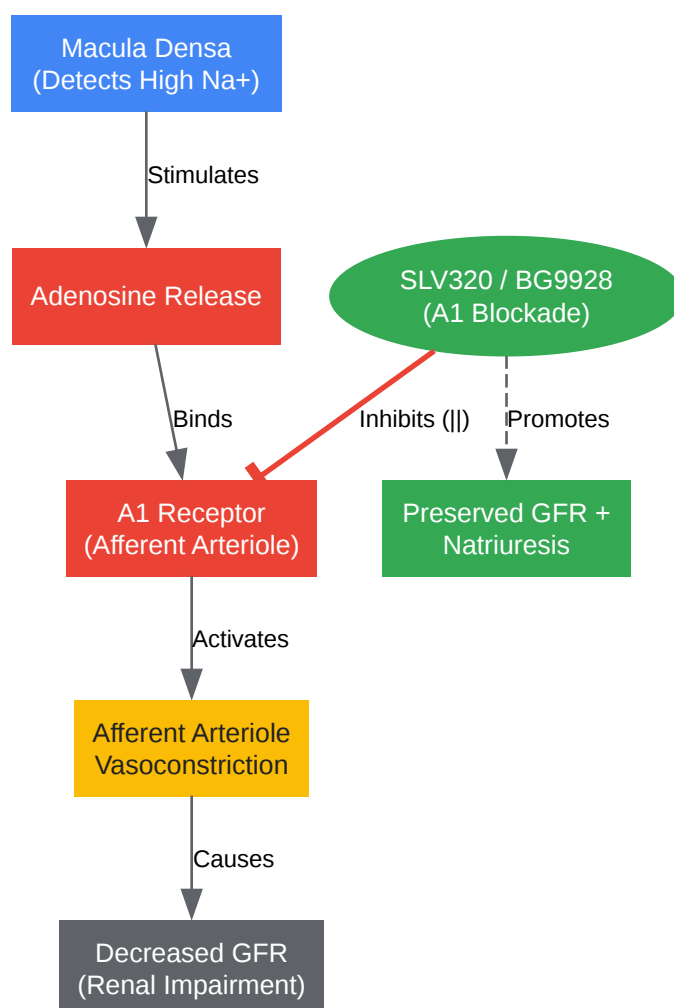 Macula Densa
(Detects High Na+)
Stimulates
Adenosine Release
SLV320 / BG9928
(A1 Blockade)
Binds
Inhibits (||)
Promotes
A1 Receptor
(Afferent Arteriole)
Preserved GFR +
Natriuresis
Activates
Afferent Arteriole
Vasoconstriction
Causes
Decreased GFR
(Renal Impairment)